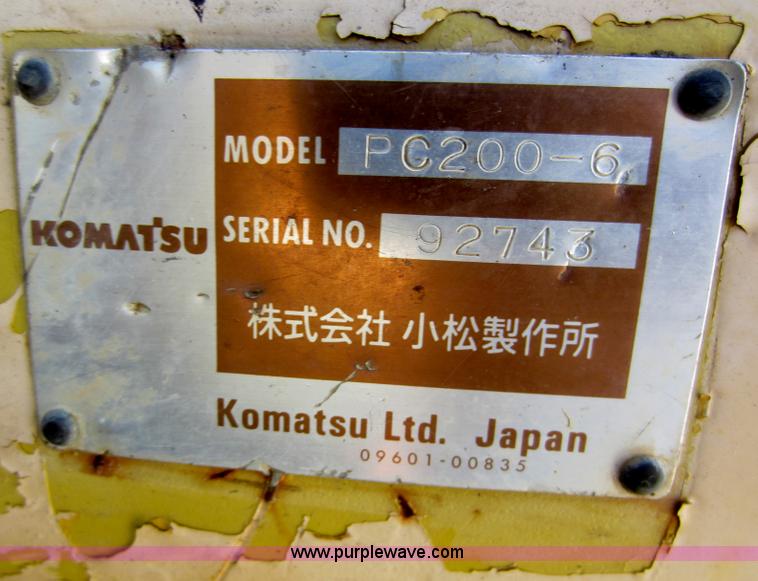 MODEL PC200-6
KOMATSU
SERIAL NO. 92743
株式会社 小松製作所
Komatsu Ltd. Japan
09601-00835
www.purplewave.com